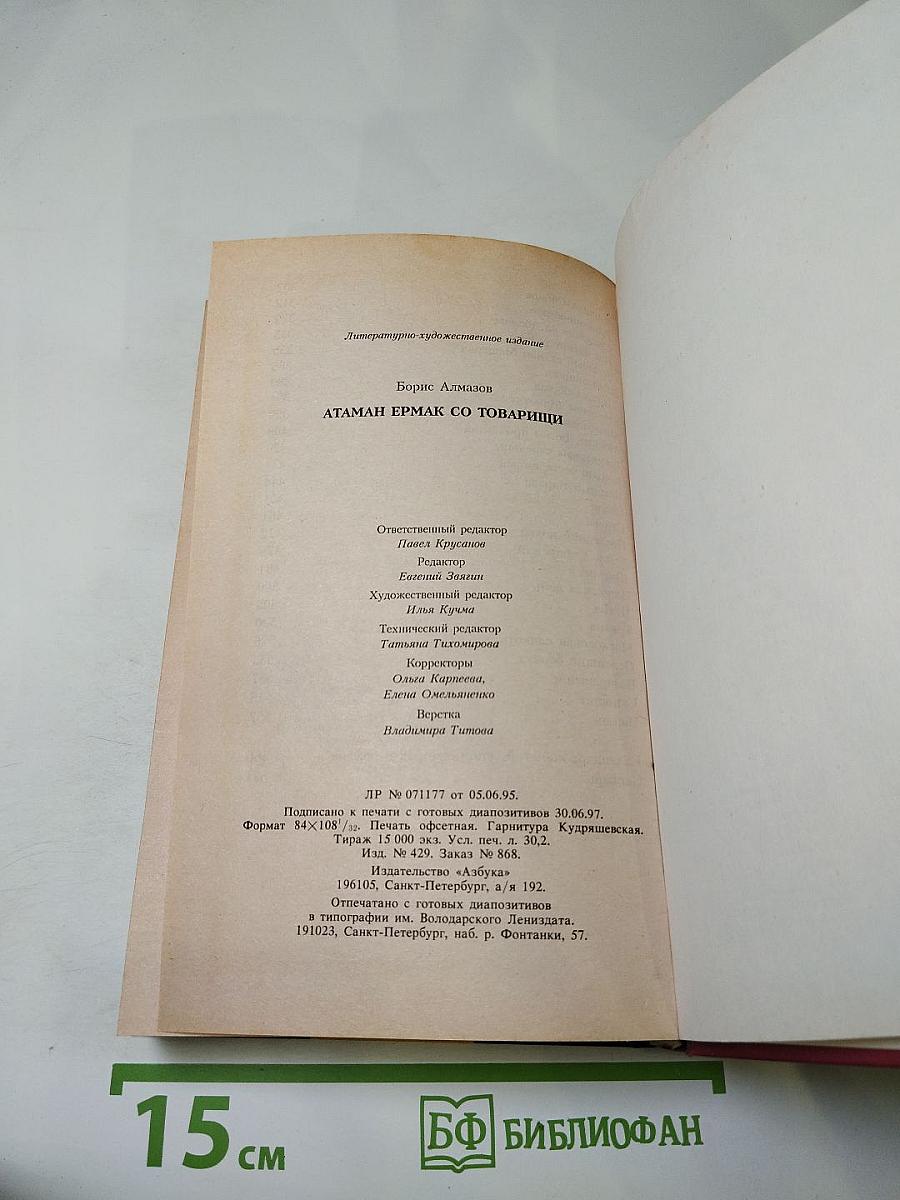 Литературно-художественное издание
Борис Алмазов
АТАМАН ЕРМАК СО ТОВАРИЩИ
Ответственный редактор
Павел Крусанов
Редактор
Евгений Звягин
Художественный редактор
Илья Кучма
Технический редактор
Татьяна Тихомирова
Корректоры
Ольга Карпеева,
Елена Омельяненко
Верстка
Владимира Титова
ЛР № 071177 от 05.06.95.
Подписано к печати с готовых диапозитивов 30.06.97.
Формат 84×108¹/₃₂. Печать офсетная. Гарнитура Кудряшевская.
Тираж 15 000 экз. Усл. печ. л. 30,2.
Изд. № 429. Заказ № 868.
Издательство «Азбука»
196105, Санкт-Петербург, а/я 192.
Отпечатано с готовых диапозитивов
в типографии им. Володарского Лениздата.
191023, Санкт-Петербург, наб. р. Фонтанки, 57.
15 см
БФ БИБЛИОФАН